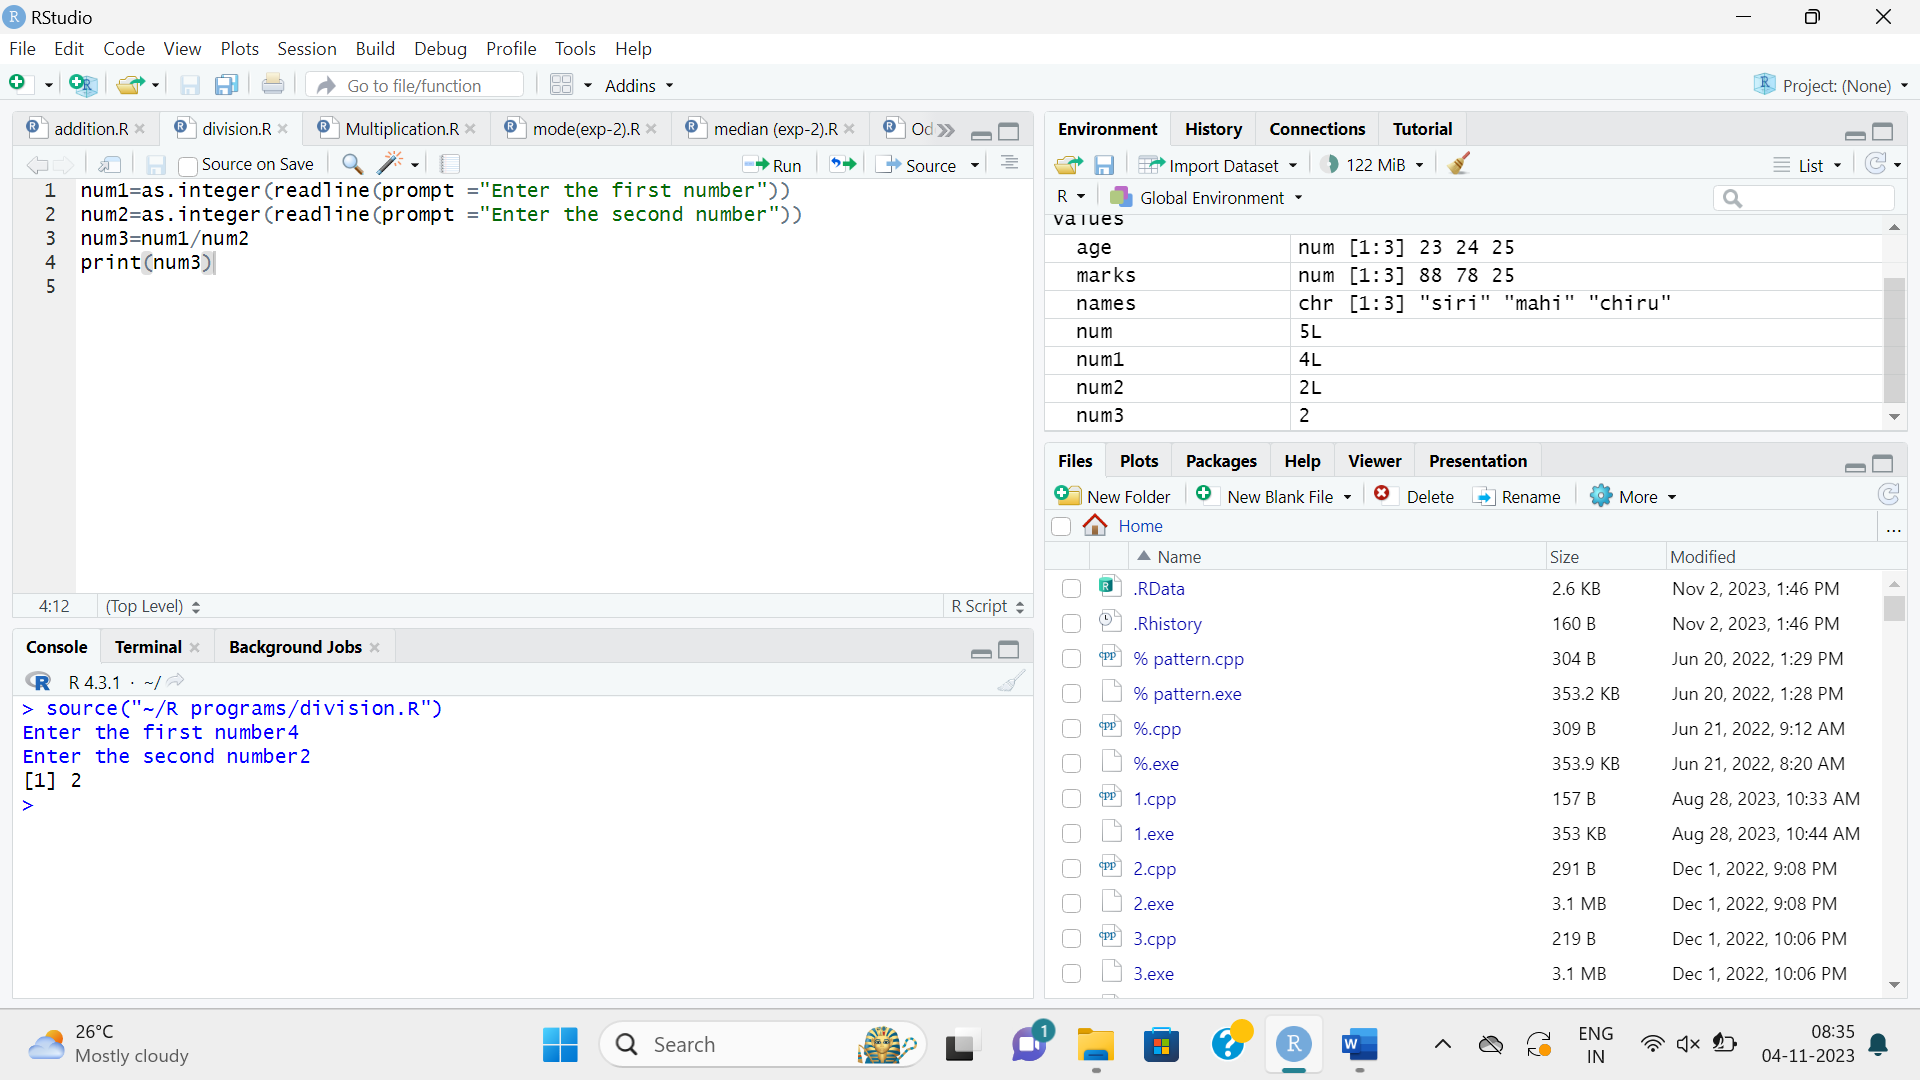 RStudio
File Edit Code View Plots Session Build Debug Profile Tools Help
Go to file/function Addins Project: (None)
addition.R division.R Multiplication.R mode(exp-2).R median (exp-2).R Od
Source on Save Run Source
1 num1=as.integer(readline(prompt ="Enter the first number"))
2 num2=as.integer(readline(prompt ="Enter the second number"))
3 num3=num1/num2
4 print(num3)
5
4:12 (Top Level) R Script
Console Terminal Background Jobs
R 4.3.1 · ~/
> source("~/R programs/division.R")
Enter the first number4
Enter the second number2
[1] 2
>
Environment History Connections Tutorial
Import Dataset 122 MiB List
R Global Environment
values
age num [1:3] 23 24 25
marks num [1:3] 88 78 25
names chr [1:3] "siri" "mahi" "chiru"
num 5L
num1 4L
num2 2L
num3 2
Files Plots Packages Help Viewer Presentation
New Folder New Blank File Delete Rename More
Home ...
Name Size Modified
.RData 2.6 KB Nov 2, 2023, 1:46 PM
.Rhistory 160 B Nov 2, 2023, 1:46 PM
% pattern.cpp 304 B Jun 20, 2022, 1:29 PM
% pattern.exe 353.2 KB Jun 20, 2022, 1:28 PM
%.cpp 309 B Jun 21, 2022, 9:12 AM
%.exe 353.9 KB Jun 21, 2022, 8:20 AM
1.cpp 157 B Aug 28, 2023, 10:33 AM
1.exe 353 KB Aug 28, 2023, 10:44 AM
2.cpp 291 B Dec 1, 2022, 9:08 PM
2.exe 3.1 MB Dec 1, 2022, 9:08 PM
3.cpp 219 B Dec 1, 2022, 10:06 PM
3.exe 3.1 MB Dec 1, 2022, 10:06 PM
26°C
Mostly cloudy
Search
1
ENG
IN
08:35
04-11-2023